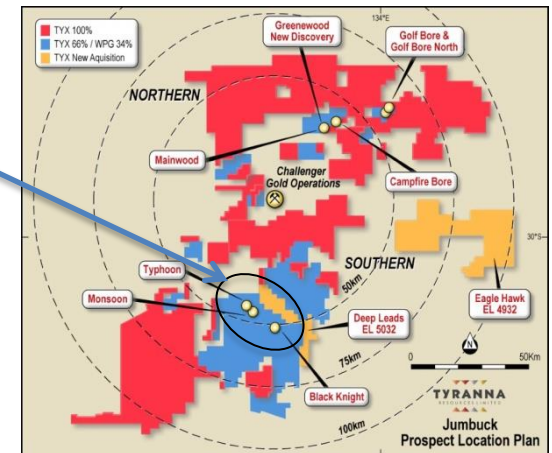 TYX 100%
TYX 66% / WPG 34%
TYX New Aquisition
Greenewood
New Discovery
134°E
Golf Bore &
Golf Bore North
NORTHERN
Mainwood
Challenger
Gold Operations
Campfire Bore
30°S
SOUTHERN
Typhoon
Monsoon
50km
Deep Leads
EL 5032
Eagle Hawk
EL 4932
75km
Black Knight
100km
N
0
50Km
TYRANNA
RESOURCES LIMITED
Jumbuck
Prospect Location Plan